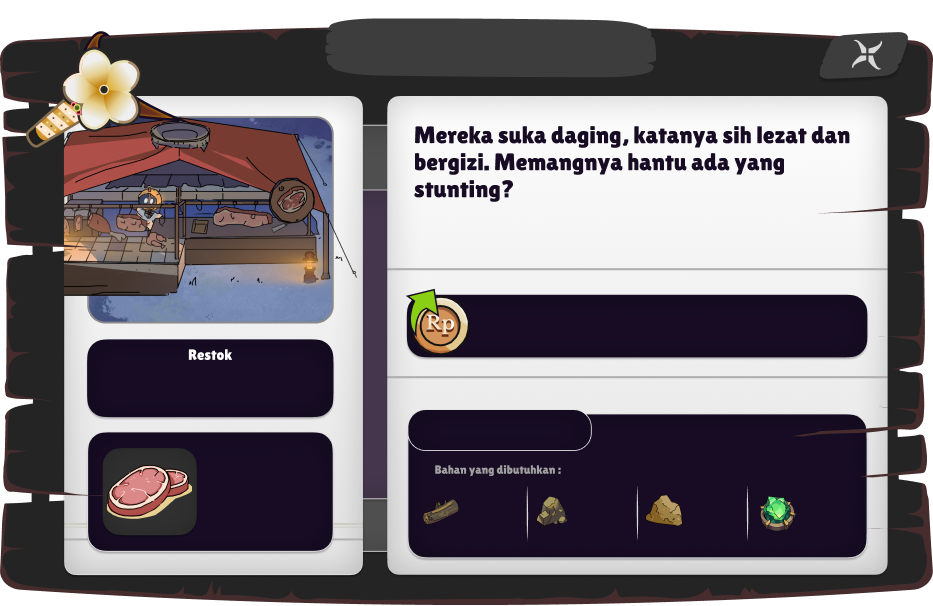 Mereka suka daging, katanya sih lezat dan
bergizi. Memangnya hantu ada yang
stunting?
Rp
Restok
Bahan yang dibutuhkan :